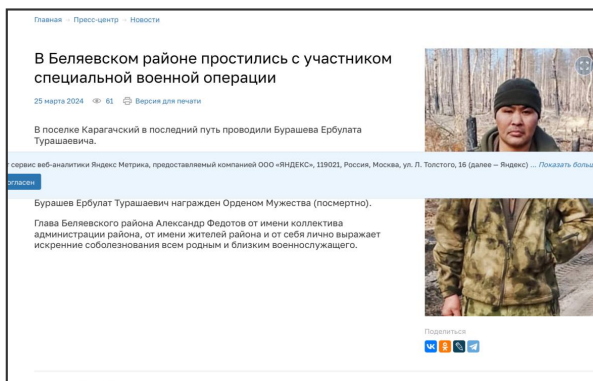 Главная · Пресс-центр · Новости
В Беляевском районе простились с участником
специальной военной операции
25 марта 2024 61 Версия для печати
В поселке Карагачский в последний путь проводили Бурашева Ербулата
Турашаевича.
сервис веб-аналитики Яндекс Метрика, предоставляемый компанией ООО «ЯНДЕКС», 119021, Россия, Москва, ул. Л. Толстого, 16 (далее — Яндекс) ... Показать больш
огласен
Бурашев Ербулат Турашаевич награжден Орденом Мужества (посмертно).
Глава Беляевского района Александр Федотов от имени коллектива
администрации района, от имени жителей района и от себя лично выражает
искренние соболезнования всем родным и близким военнослужащего.
Поделиться